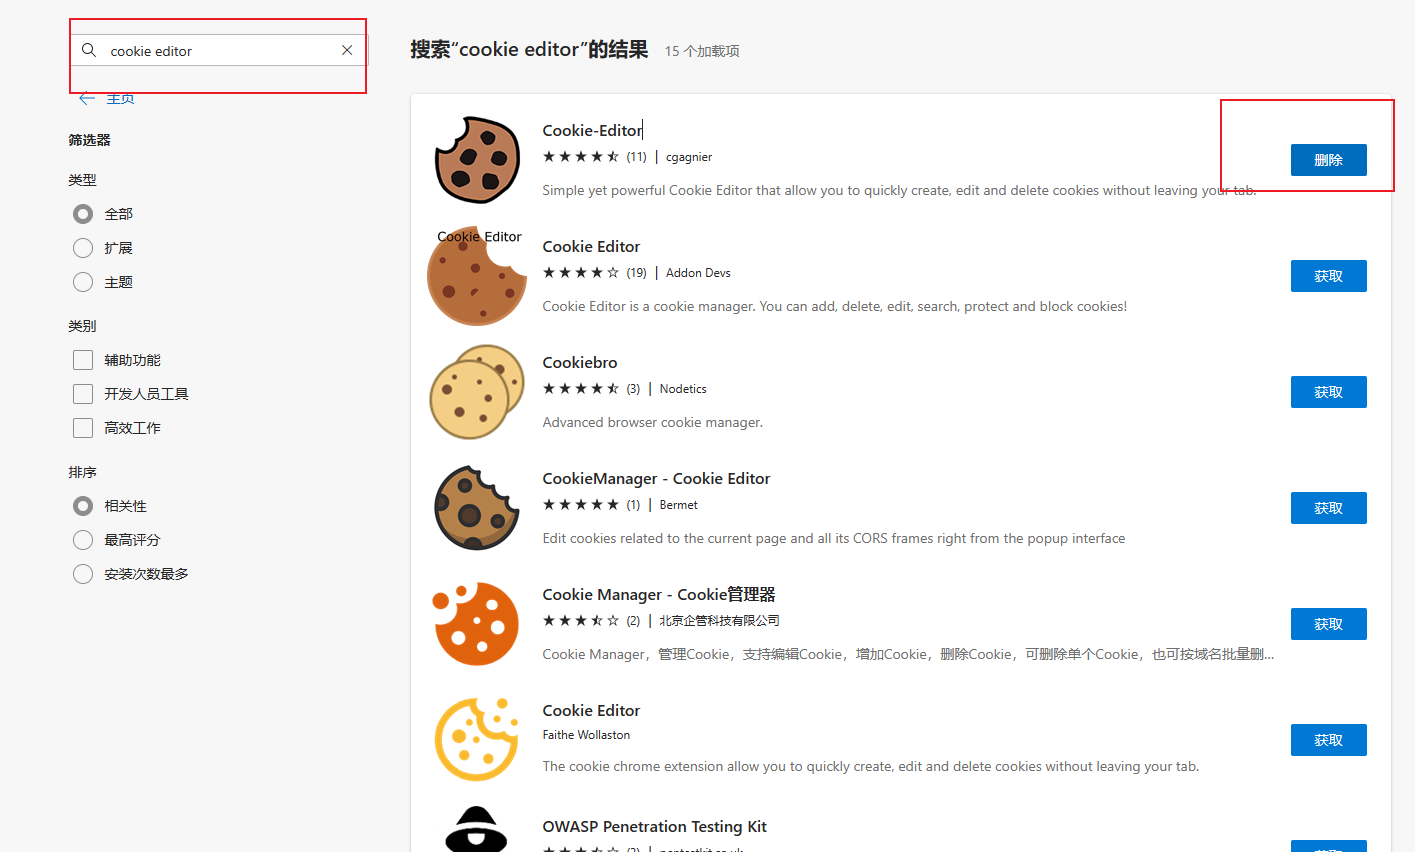 cookie editor
主页
筛选器
类型
全部
扩展
主题
类别
辅助功能
开发人员工具
高效工作
排序
相关性
最高评分
安装次数最多
搜索“cookie editor”的结果 15 个加载项
Cookie-Editor
(11) | cgagnier
Simple yet powerful Cookie Editor that allow you to quickly create, edit and delete cookies without leaving your tab.
删除
Cookie Editor
Cookie Editor
(19) | Addon Devs
Cookie Editor is a cookie manager. You can add, delete, edit, search, protect and block cookies!
获取
Cookiebro
(3) | Nodetics
Advanced browser cookie manager.
获取
CookieManager - Cookie Editor
(1) | Bermet
Edit cookies related to the current page and all its CORS frames right from the popup interface
获取
Cookie Manager - Cookie管理器
(2) | 北京企管科技有限公司
Cookie Manager，管理Cookie，支持编辑Cookie，增加Cookie，删除Cookie，可删除单个Cookie，也可按域名批量删...
获取
Cookie Editor
Faithe Wollaston
The cookie chrome extension allow you to quickly create, edit and delete cookies without leaving your tab.
获取
OWASP Penetration Testing Kit